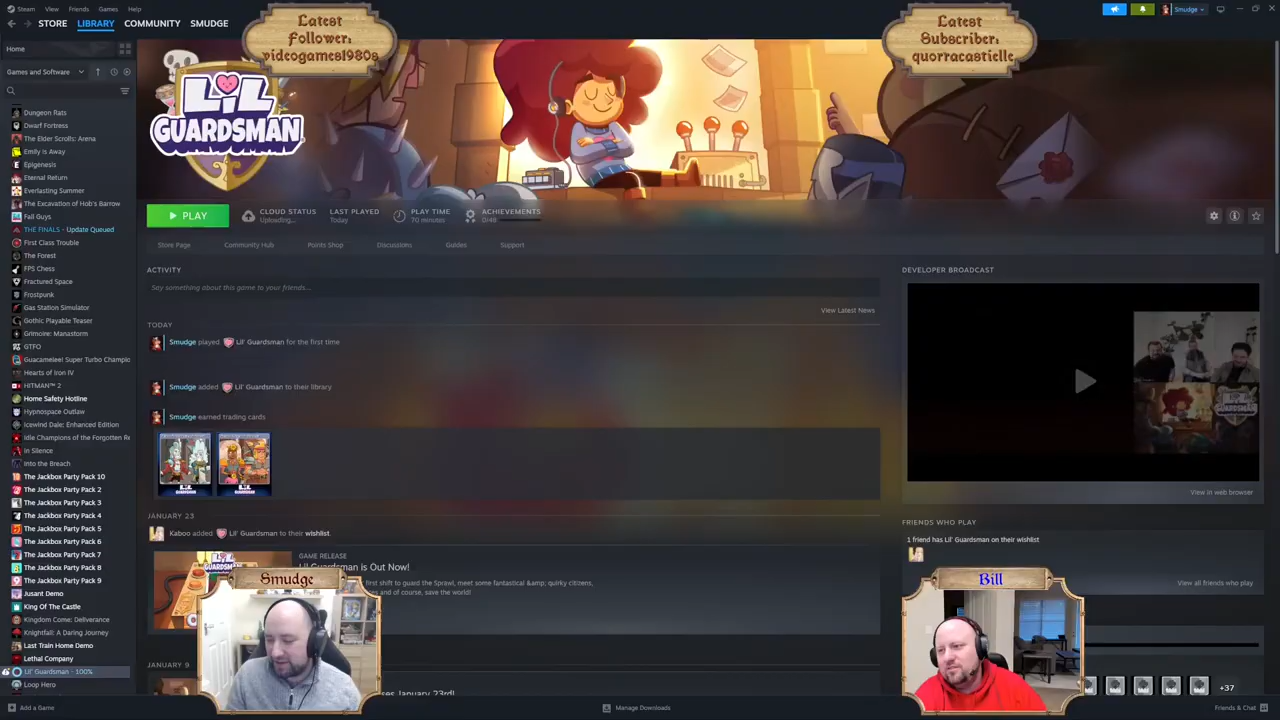 Steam View Friends Games Help
Smudge
STORE LIBRARY COMMUNITY SMUDGE
Latest
Follower:
videogames1980s
Latest
Subscriber:
quorracastielle
Home
Games and Software
Dungeon Rats
Dwarf Fortress
The Elder Scrolls: Arena
Emily is Away
Epigenesis
Eternal Return
Everlasting Summer
The Excavation of Hob's Barrow
Fall Guys
THE FINALS - Update Queued
First Class Trouble
The Forest
FPS Chess
Fractured Space
Frostpunk
Gas Station Simulator
Gothic Playable Teaser
Grimoire: Manastorm
GTFO
Guacamelee! Super Turbo Champio
Hearts of Iron IV
HITMAN™ 2
Home Safety Hotline
Hypnospace Outlaw
Icewind Dale: Enhanced Edition
Idle Champions of the Forgotten Re
In Silence
Into the Breach
The Jackbox Party Pack 10
The Jackbox Party Pack 2
The Jackbox Party Pack 3
The Jackbox Party Pack 4
The Jackbox Party Pack 5
The Jackbox Party Pack 6
The Jackbox Party Pack 7
The Jackbox Party Pack 8
The Jackbox Party Pack 9
Jusant Demo
King Of The Castle
Kingdom Come: Deliverance
Knightfall: A Daring Journey
Last Train Home Demo
Lethal Company
Lil' Guardsman - 100%
Loop Hero
Add a Game
LIL
GUARDSMAN
PLAY
CLOUD STATUS
Uploading...
LAST PLAYED
Today
PLAY TIME
70 minutes
ACHIEVEMENTS
0/48
Store Page Community Hub Points Shop Discussions Guides Support
ACTIVITY
Say something about this game to your friends...
View Latest News
TODAY
Smudge played Lil' Guardsman for the first time
Smudge added Lil' Guardsman to their library
Smudge earned trading cards
JANUARY 23
Kaboo added Lil' Guardsman to their wishlist.
GAME RELEASE
Lil Guardsman is Out Now!
first shift to guard the Sprawl, meet some fantastical &amp; quirky citizens,
es and of course, save the world!
JANUARY 9
ses January 23rd!
DEVELOPER BROADCAST
View in web browser
FRIENDS WHO PLAY
1 friend has Lil' Guardsman on their wishlist
View all friends who play
+37
Smudge
Bill
Manage Downloads
Friends & Chat